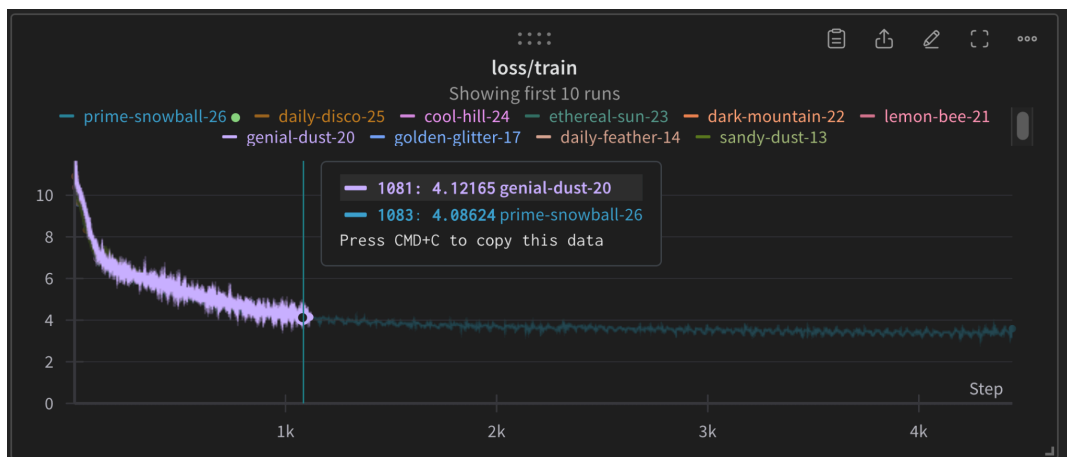 loss/train
Showing first 10 runs
prime-snowball-26 daily-disco-25 cool-hill-24 ethereal-sun-23 dark-mountain-22 lemon-bee-21
genial-dust-20 golden-glitter-17 daily-feather-14 sandy-dust-13
1081: 4.12165 genial-dust-20
1083: 4.08624 prime-snowball-26
Press CMD+C to copy this data
10
8
6
4
2
0
Step
1k 2k 3k 4k